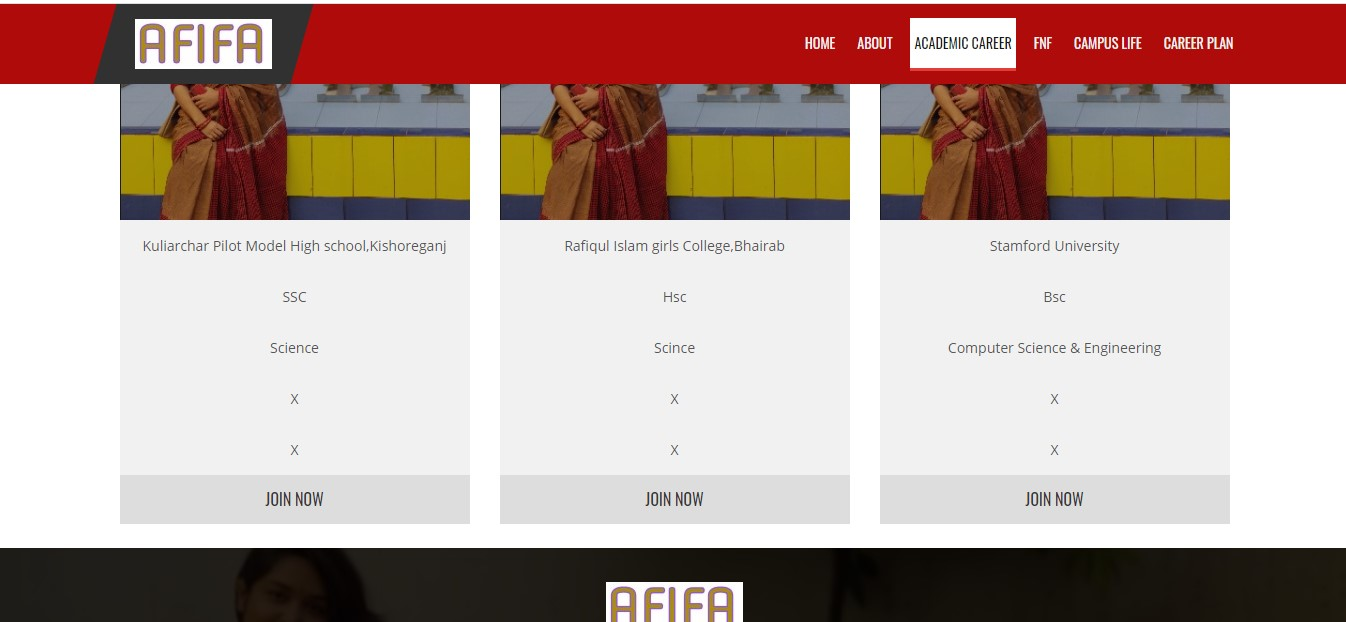 AFIFA
HOME ABOUT ACADEMIC CAREER FNF CAMPUS LIFE CAREER PLAN
Kuliarchar Pilot Model High school,Kishoreganj
SSC
Science
X
X
JOIN NOW
Rafiqul Islam girls College,Bhairab
Hsc
Scince
X
X
JOIN NOW
Stamford University
Bsc
Computer Science & Engineering
X
X
JOIN NOW
AFIFA